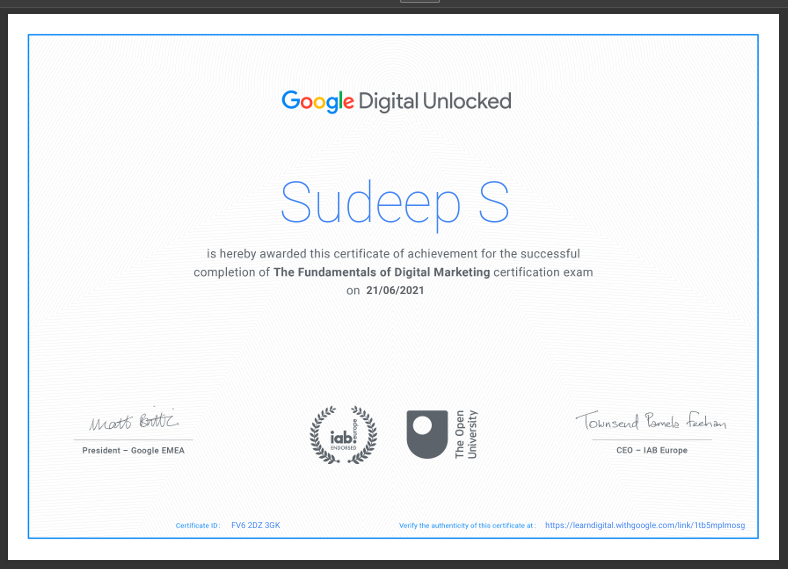 Google Digital Unlocked
Sudeep S
is hereby awarded this certificate of achievement for the successful
completion of The Fundamentals of Digital Marketing certification exam
on 21/06/2021
Matt Brittin
Townsend Pamela Feehan
iab.europe
ENDORSED
The Open
University
President – Google EMEA
CEO – IAB Europe
Certificate ID : FV6 2DZ 3GK
Verify the authenticity of this certificate at : https://learndigital.withgoogle.com/link/1tb5mplmosg